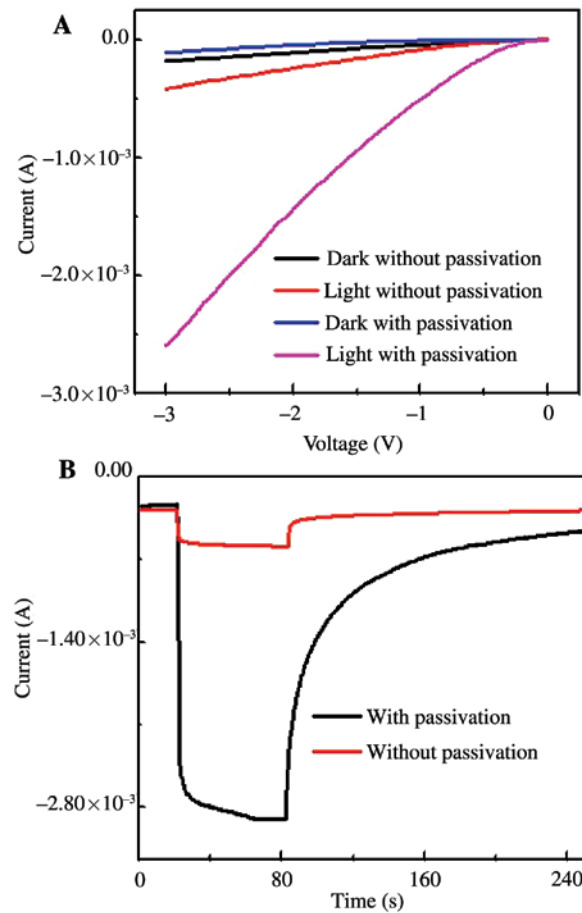 A
0.0
−1.0×10⁻³
−2.0×10⁻³
−3.0×10⁻³
Current (A)
Dark without passivation
Light without passivation
Dark with passivation
Light with passivation
−3 −2 −1 0
Voltage (V)
B
0.00
−1.40×10⁻³
−2.80×10⁻³
Current (A)
With passivation
Without passivation
0 80 160 240
Time (s)